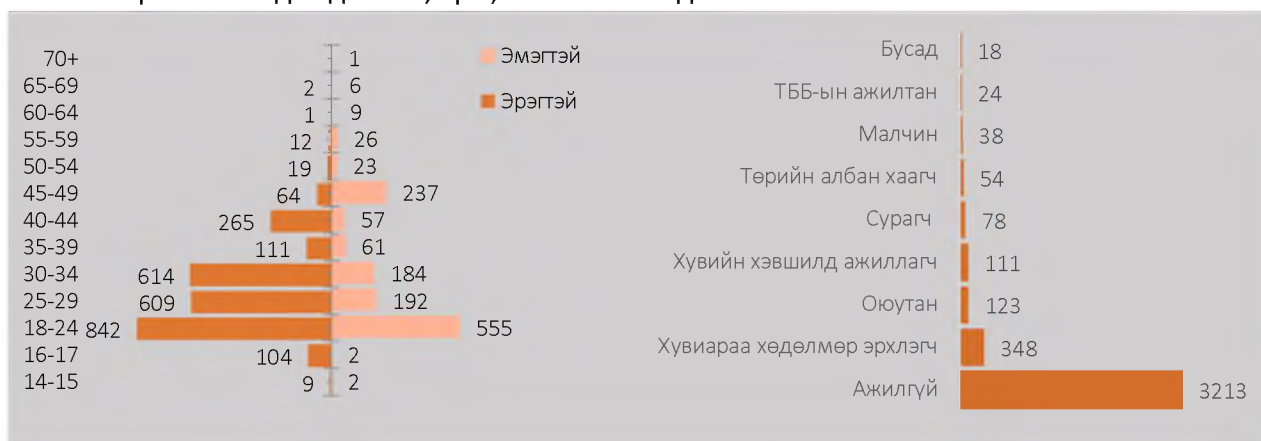 70+ 1
65-69 2 6
60-64 1 9
55-59 12 26
50-54 19 23
45-49 64 237
40-44 265 57
35-39 111 61
30-34 614 184
25-29 609 192
18-24 842 555
16-17 104 2
14-15 9 2
Эмэгтэй
Эрэгтэй
Бусад 18
ТББ-ын ажилтан 24
Малчин 38
Төрийн албан хаагч 54
Сурагч 78
Хувийн хэвшилд ажиллагч 111
Оюутан 123
Хувиараа хөдөлмөр эрхлэгч 348
Ажилгүй 3213